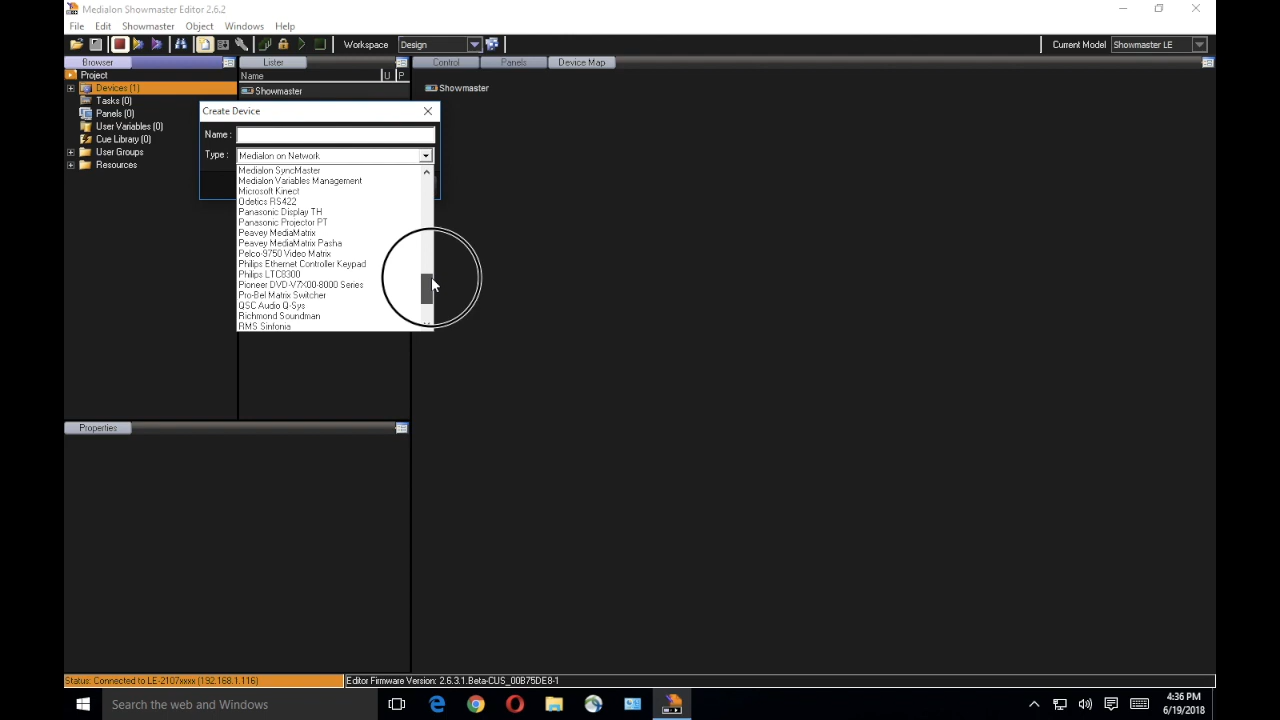 Medialon Showmaster Editor 2.6.2
File Edit Showmaster Object Windows Help
Workspace Design Current Model Showmaster LE
Browser Lister Control Panels Device Map
Project Name U P
Devices (1) Showmaster Showmaster
Tasks (0)
Panels (0)
User Variables (0)
Cue Library (0)
User Groups
Resources
Create Device
Name :
Type : Medialon on Network
Medialon SyncMaster
Medialon Variables Management
Microsoft Kinect
Odetics RS422
Panasonic Display TH
Panasonic Projector PT
Peavey MediaMatrix
Peavey MediaMatrix Pasha
Pelco-9750 Video Matrix
Philips Ethernet Controller Keypad
Philips LTC8300
Pioneer DVD-V7X00-8000 Series
Pro-Bel Matrix Switcher
QSC Audio Q-Sys
Richmond Soundman
RMS Sinfonia
Properties
Status: Connected to LE-2107xxxx (192.168.1.116) Editor Firmware Version: 2.6.3.1.Beta-CUS_00B75DE8-1
Search the web and Windows
4:36 PM
6/19/2018